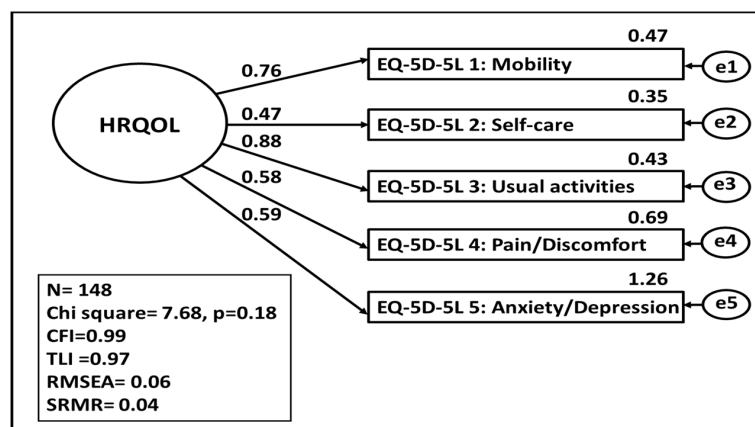 0.47
0.76
EQ-5D-5L 1: Mobility
e1
0.35
HRQOL
0.47
EQ-5D-5L 2: Self-care
e2
0.88
0.43
EQ-5D-5L 3: Usual activities
e3
0.58
0.69
0.59
EQ-5D-5L 4: Pain/Discomfort
e4
1.26
EQ-5D-5L 5: Anxiety/Depression
e5
N= 148
Chi square= 7.68, p=0.18
CFI=0.99
TLI =0.97
RMSEA= 0.06
SRMR= 0.04